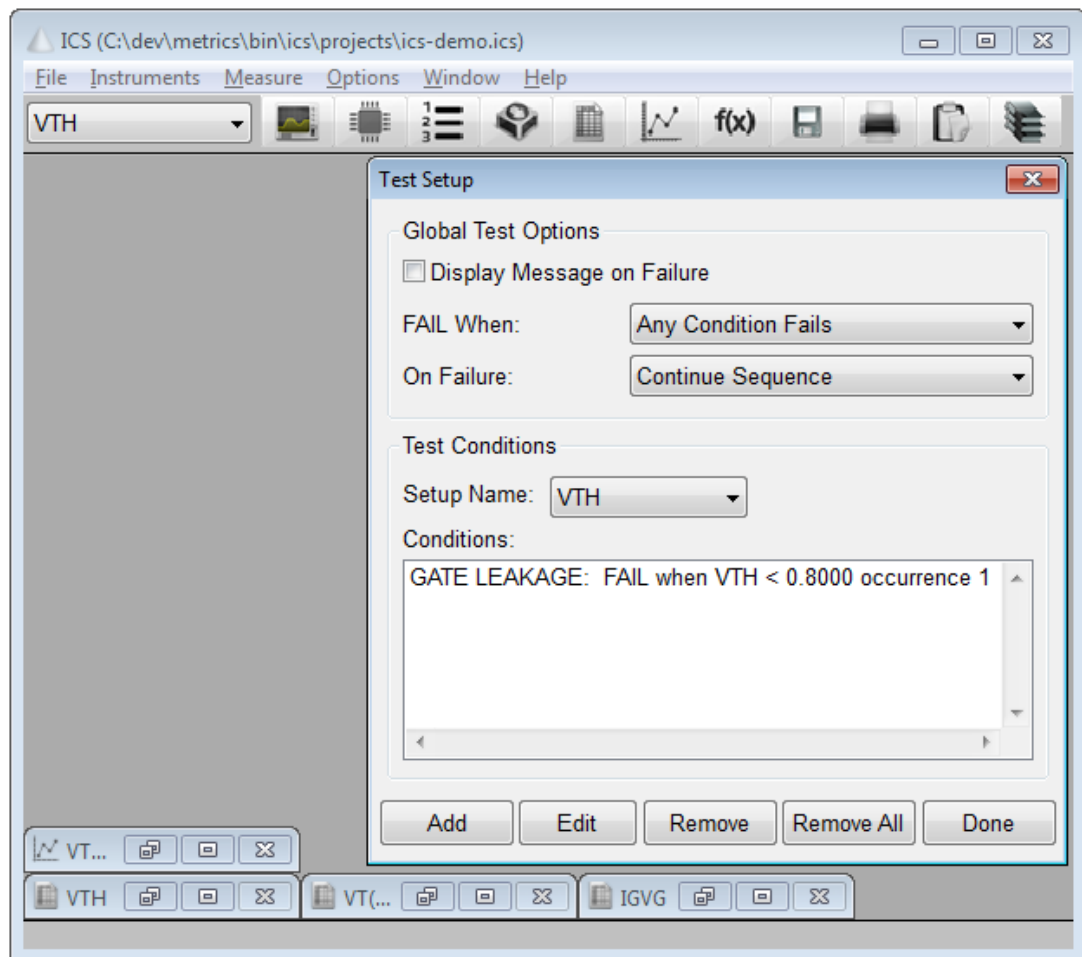 ICS (C:\dev\metrics\bin\ics\projects\ics-demo.ics)
File Instruments Measure Options Window Help
VTH
1
2
3
f(x)
Test Setup
Global Test Options
Display Message on Failure
FAIL When: Any Condition Fails
On Failure: Continue Sequence
Test Conditions
Setup Name: VTH
Conditions:
GATE LEAKAGE:  FAIL when VTH < 0.8000 occurrence 1
Add Edit Remove Remove All Done
VT...
VTH VT(... IGVG